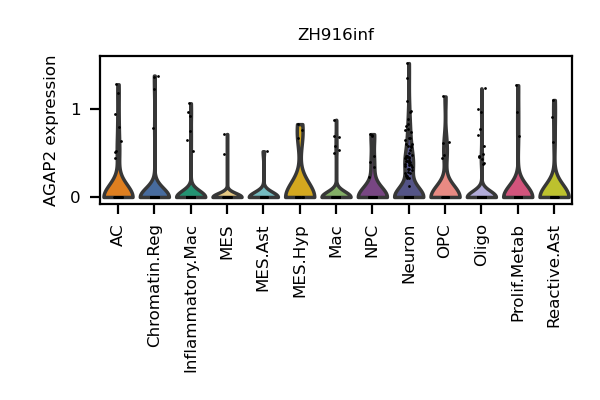 ZH916inf
AGAP2 expression
1
0
AC
Chromatin.Reg
Inflammatory.Mac
MES
MES.Ast
MES.Hyp
Mac
NPC
Neuron
OPC
Oligo
Prolif.Metab
Reactive.Ast